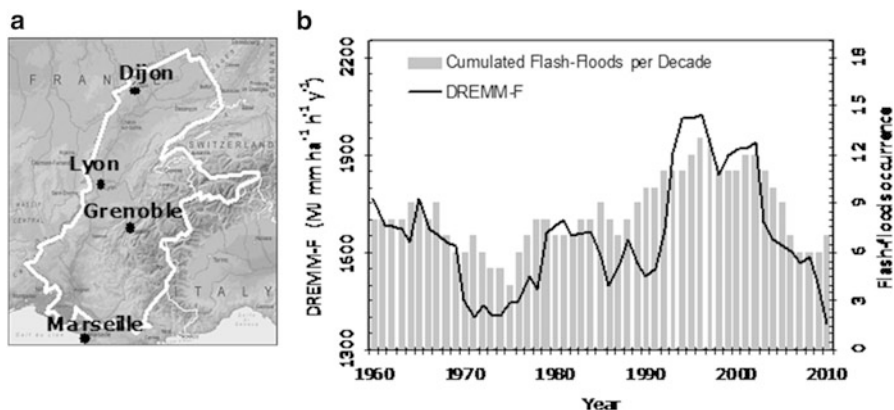 a
b
FRANCE
Dijon
SWITZERLAND
Lyon
Grenoble
ITALY
Marseille
Cumulated Flash-Floods per Decade
DREMM-F
DREMM-F (MJ mm ha⁻¹ h⁻¹ y⁻¹)
2200
1900
1600
1300
18
15
12
9
6
3
0
Flash-floods occurrence
1960 1970 1980 1990 2000 2010
Year